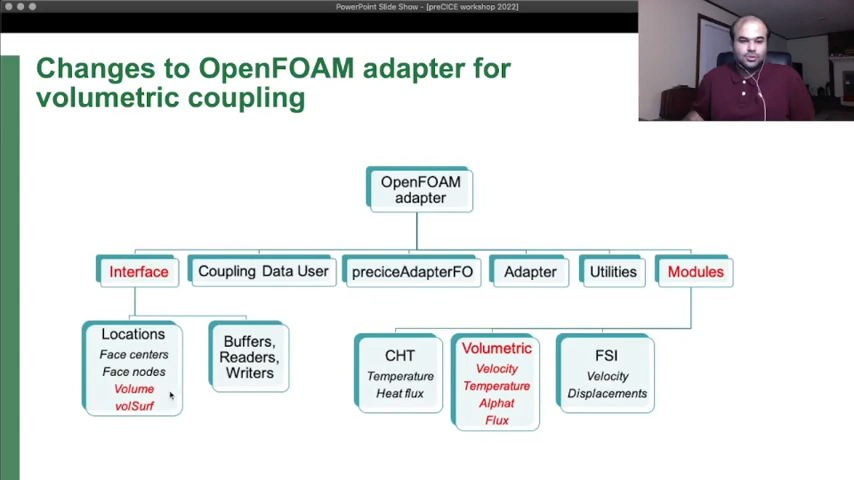 PowerPoint Slide Show - [preCICE workshop 2022]
Changes to OpenFOAM adapter for
volumetric coupling
OpenFOAM
adapter
Interface
Coupling Data User
preciceAdapterFO
Adapter
Utilities
Modules
Locations
Face centers
Face nodes
Volume
volSurf
Buffers,
Readers,
Writers
CHT
Temperature
Heat flux
Volumetric
Velocity
Temperature
Alphat
Flux
FSI
Velocity
Displacements